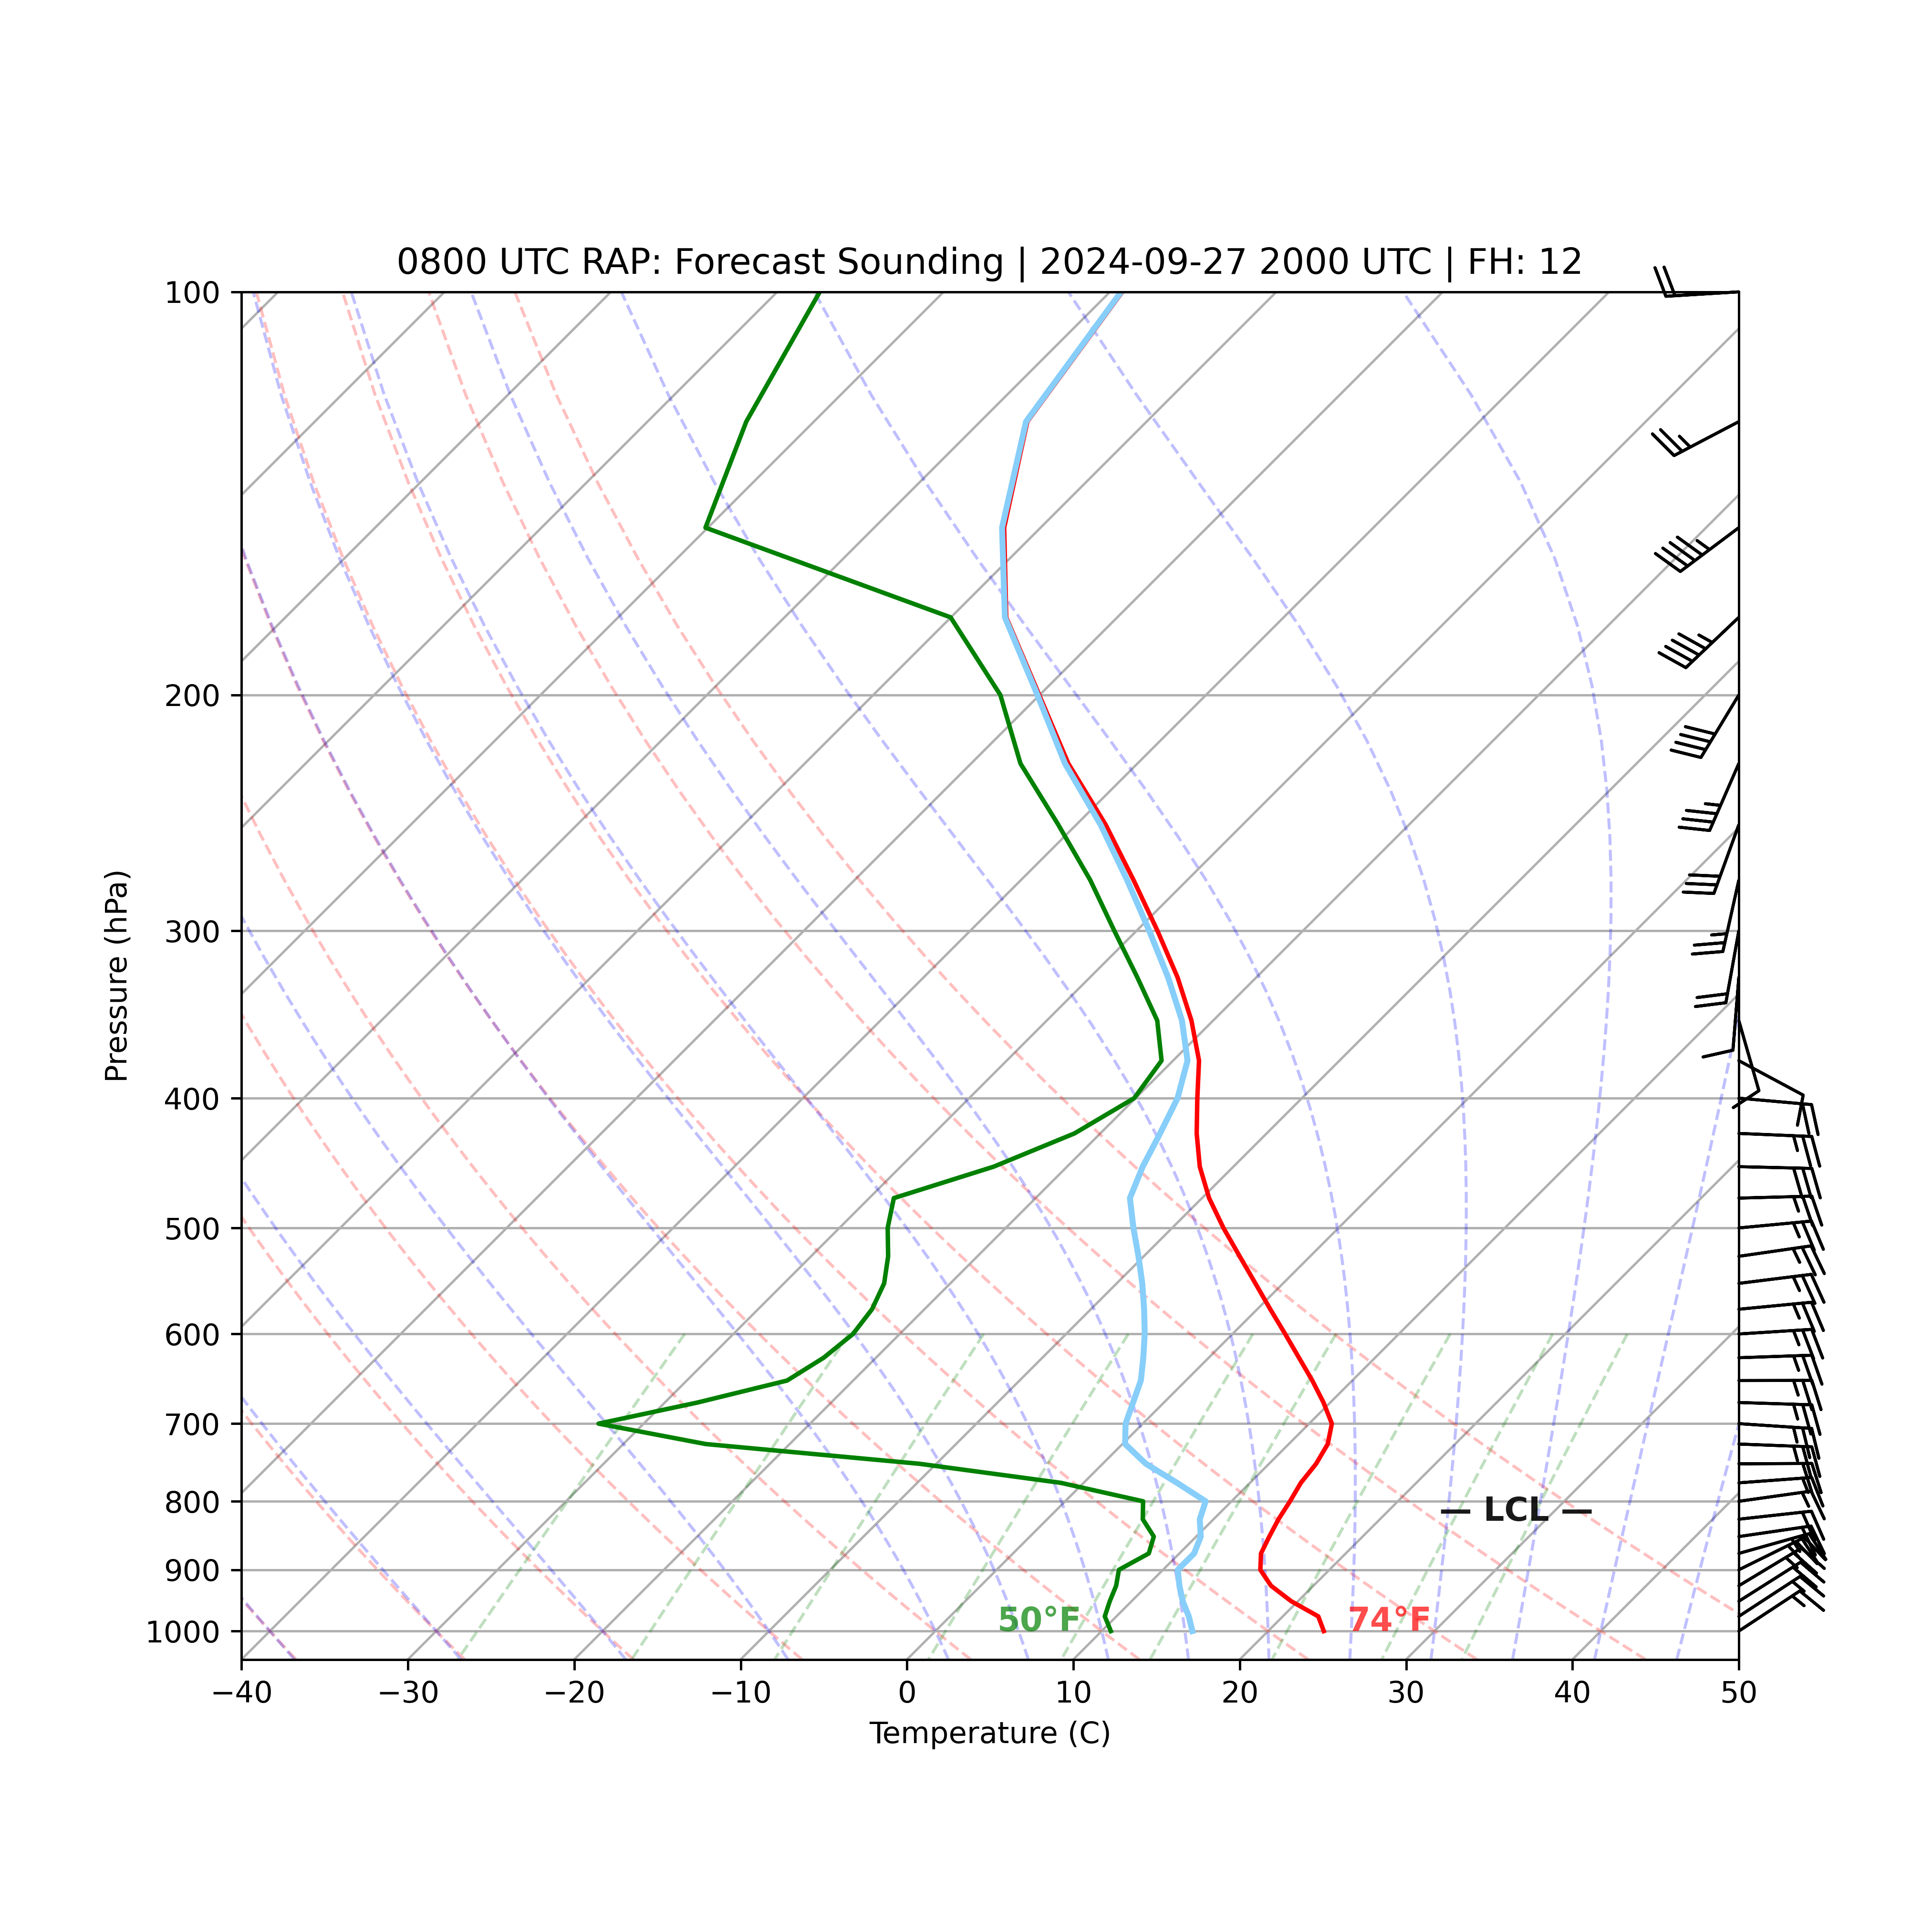 0800 UTC RAP: Forecast Sounding | 2024-09-27 2000 UTC | FH: 12
100
200
300
400
500
600
700
800
900
1000
Pressure (hPa)
— LCL —
50°F
74°F
−40 −30 −20 −10 0 10 20 30 40 50
Temperature (C)